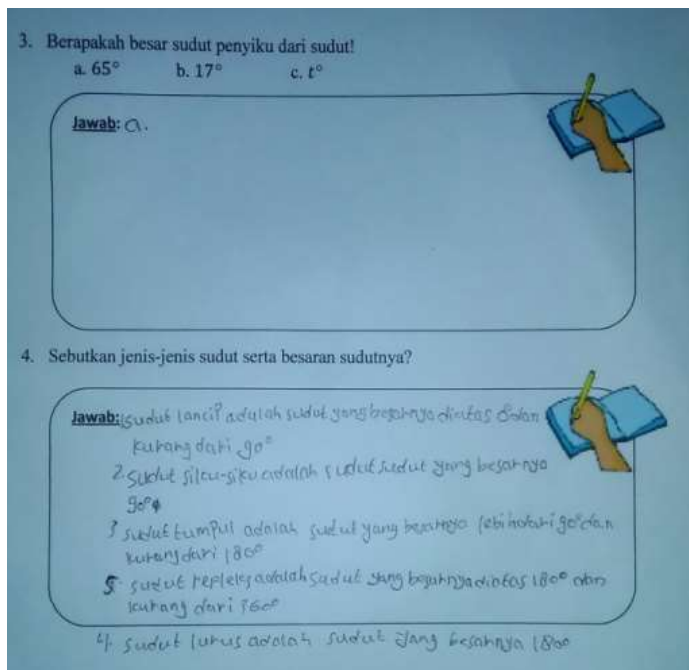 3. Berapakah besar sudut penyiku dari sudut!
a. 65° b. 17° c. t°
Jawab: a.
4. Sebutkan jenis-jenis sudut serta besaran sudutnya?
Jawab: 1 sudut lancip adalah sudut yang besarnya diatas 0° dan
kurang dari 90°
2. Sudut siku-siku adalah sudut sudut yang besarnya
90°
3 sudut tumpul adalah sudut yang besarnya lebih dari 90° dan
kurang dari 180°
5. sudut repleks adalah sudut yang besarnya diatas 180° dan
kurang dari 360°
4. sudut lurus adalah sudut yang besarnya 180°